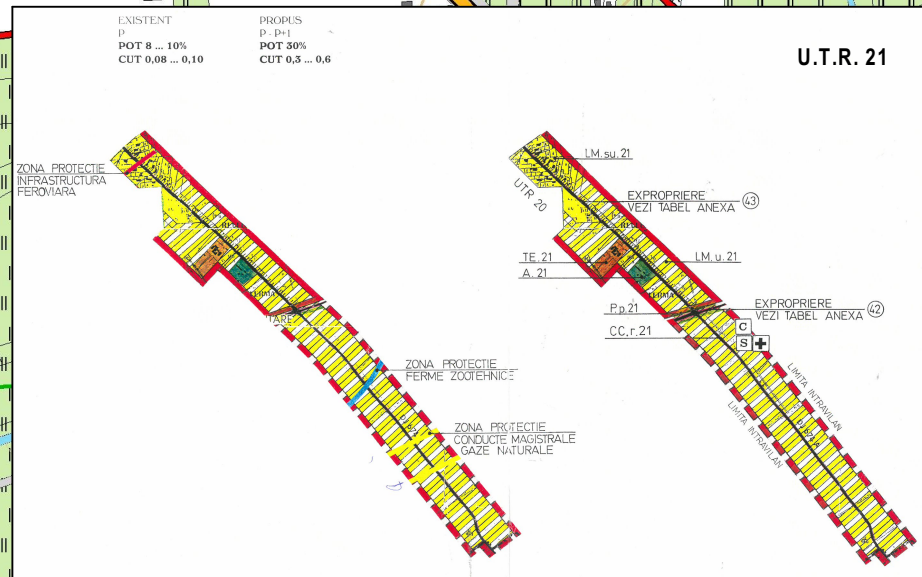 EXISTENT
P
POT 8 ... 10%
CUT 0,08 ... 0,10
PROPUS
P - P+1
POT 30%
CUT 0,3 ... 0,6
U.T.R. 21
ZONA PROTECTIE
INFRASTRUCTURA
FEROVIARA
ZONA PROTECTIE
FERME ZOOTEHNICE
ZONA PROTECTIE
CONDUCTE MAGISTRALE
GAZE NATURALE
LM.su.21
UTR 20
EXPROPRIERE
VEZI TABEL ANEXA 43
TE.21
A.21
LM.u.21
P.p.21
CC.r.21
EXPROPRIERE
VEZI TABEL ANEXA 42
C
S
LIMITA INTRAVILAN
LIMITA INTRAVILAN